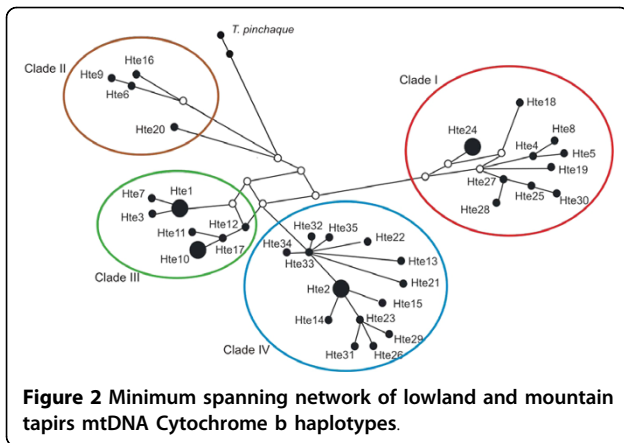 T. pinchaque
Clade II
Hte16
Hte9
Hte6
Hte20
Clade I
Hte18
Hte24
Hte8
Hte4
Hte5
Hte19
Hte27
Hte25
Hte28
Hte30
Hte7
Hte1
Hte3
Hte12
Hte11
Hte17
Hte10
Clade III
Hte32
Hte35
Hte34
Hte22
Hte33
Hte13
Hte21
Hte2
Hte15
Hte14
Hte23
Hte29
Hte31
Hte26
Clade IV
Figure 2 Minimum spanning network of lowland and mountain
tapirs mtDNA Cytochrome b haplotypes.